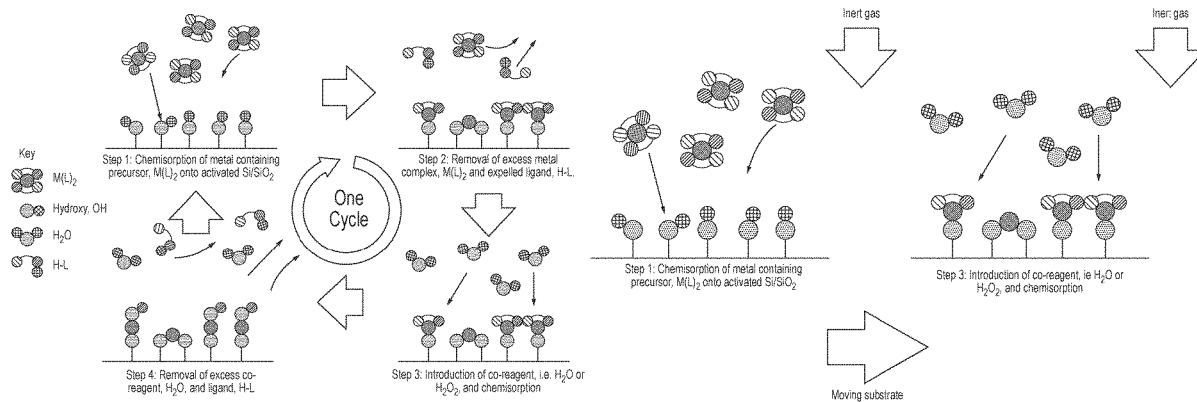 Inert gas
Iner: gas
Key
M(L)2
Hydroxy, OH
H2O
H-L
Step 1: Chemisorption of metal containing
precursor, M(L)2 onto activated Si/SiO2
Step 2: Removal of excess metal
complex, M(L)2 and expelled ligand, H-L.
One
Cycle
Step 4: Removal of excess co-
reagent, H2O, and ligand, H-L
Step 3: Introduction of co-reagent, i.e. H2O or
H2O2, and chemisorption
Step 1: Chemisorption of metal containing
precursor, M(L)2 onto activated Si/SiO2
Step 3: Introduction of co-reagent, ie H2O or
H2O2, and chemisorption
Moving substrate